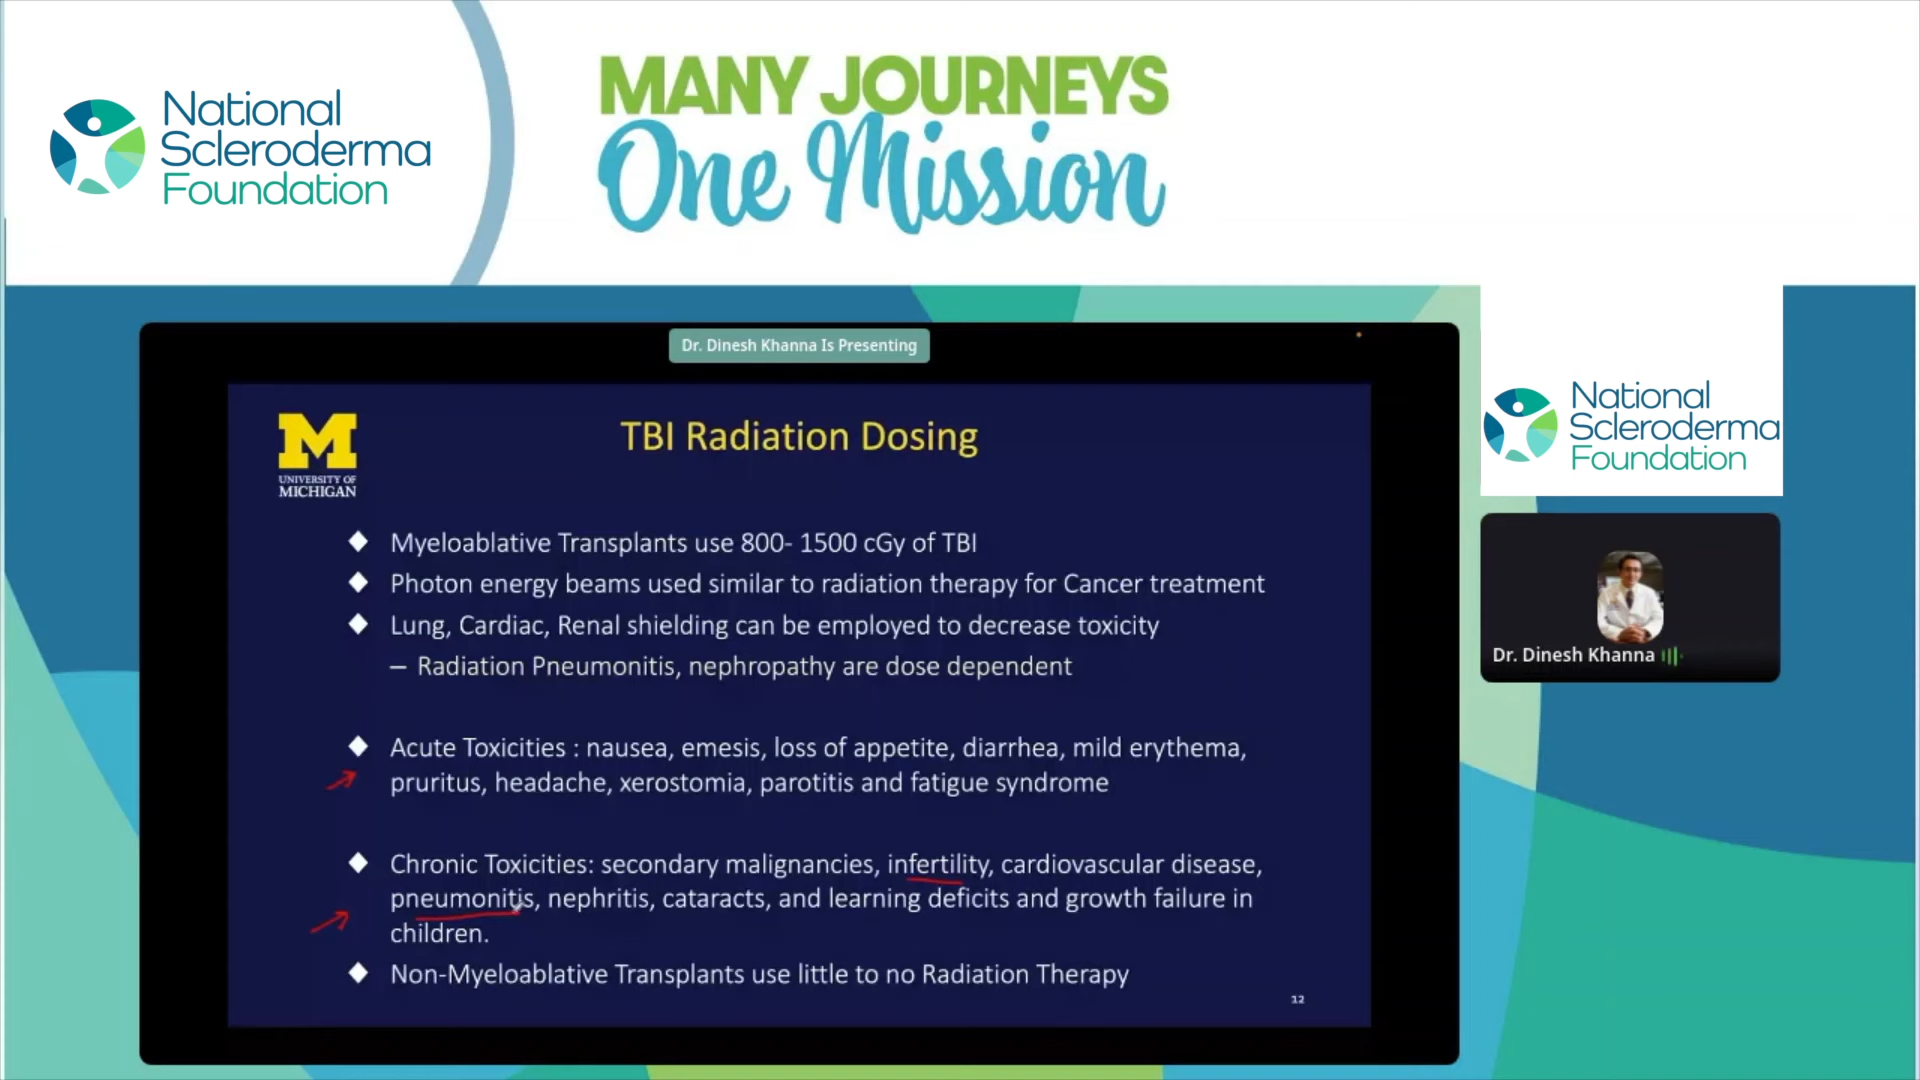 National
Scleroderma
Foundation
MANY JOURNEYS
One Mission
Dr. Dinesh Khanna Is Presenting
M
UNIVERSITY OF
MICHIGAN
TBI Radiation Dosing
Myeloablative Transplants use 800- 1500 cGy of TBI
Photon energy beams used similar to radiation therapy for Cancer treatment
Lung, Cardiac, Renal shielding can be employed to decrease toxicity
– Radiation Pneumonitis, nephropathy are dose dependent
Acute Toxicities : nausea, emesis, loss of appetite, diarrhea, mild erythema,
pruritus, headache, xerostomia, parotitis and fatigue syndrome
Chronic Toxicities: secondary malignancies, infertility, cardiovascular disease,
pneumonitis, nephritis, cataracts, and learning deficits and growth failure in
children.
Non-Myeloablative Transplants use little to no Radiation Therapy
12
National
Scleroderma
Foundation
Dr. Dinesh Khanna